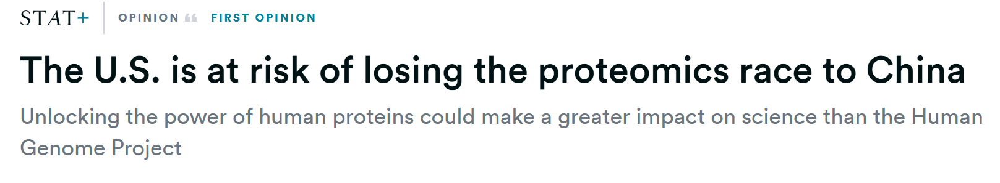 STAT+ OPINION FIRST OPINION
The U.S. is at risk of losing the proteomics race to China
Unlocking the power of human proteins could make a greater impact on science than the Human
Genome Project